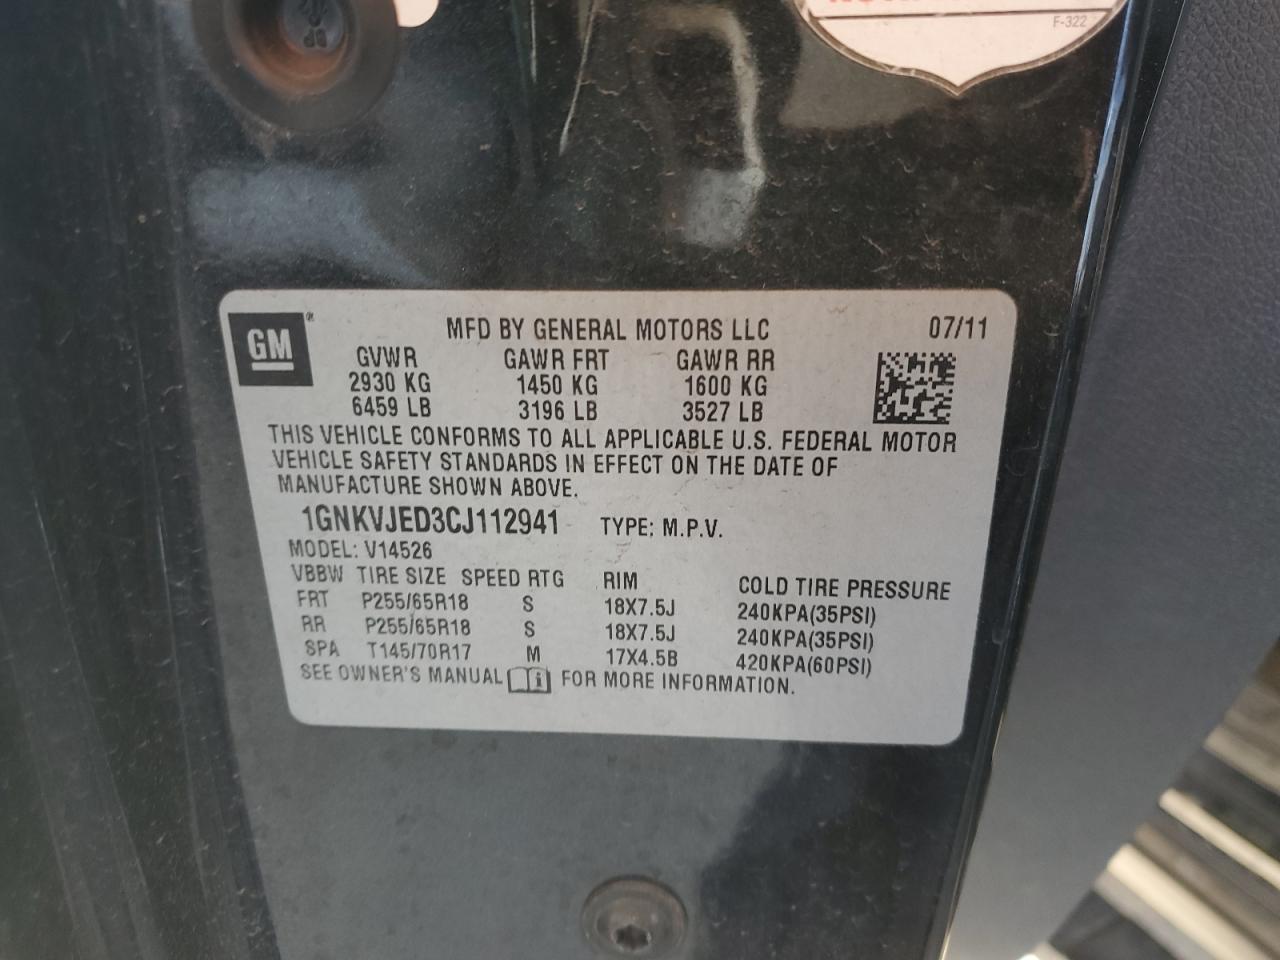 F-322
GM®
MFD BY GENERAL MOTORS LLC 07/11
GVWR GAWR FRT GAWR RR
2930 KG 1450 KG 1600 KG
6459 LB 3196 LB 3527 LB
THIS VEHICLE CONFORMS TO ALL APPLICABLE U.S. FEDERAL MOTOR
VEHICLE SAFETY STANDARDS IN EFFECT ON THE DATE OF
MANUFACTURE SHOWN ABOVE.
1GNKVJED3CJ112941 TYPE: M.P.V.
MODEL: V14526
VBBW TIRE SIZE SPEED RTG RIM COLD TIRE PRESSURE
FRT P255/65R18 S 18X7.5J 240KPA(35PSI)
RR P255/65R18 S 18X7.5J 240KPA(35PSI)
SPA T145/70R17 M 17X4.5B 420KPA(60PSI)
SEE OWNER'S MANUAL i FOR MORE INFORMATION.